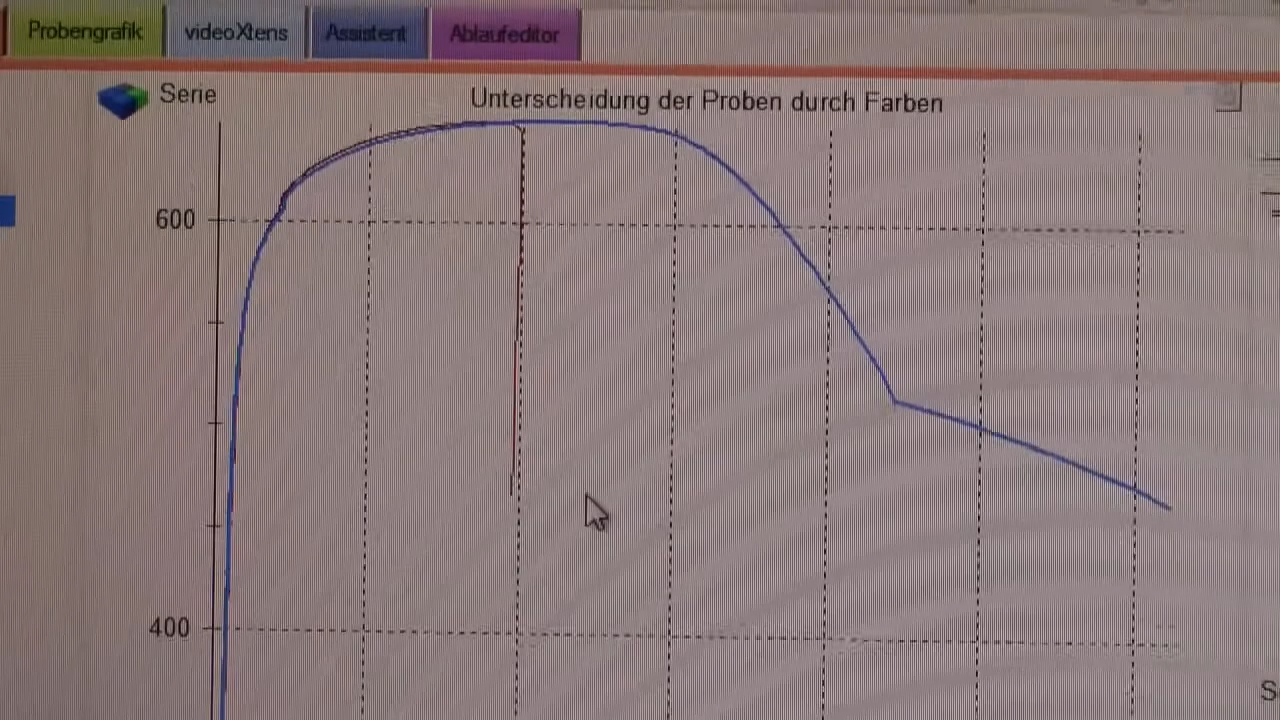 Probengrafik videoXtens Assistent Ablaufeditor
Serie
Unterscheidung der Proben durch Farben
600
400
S